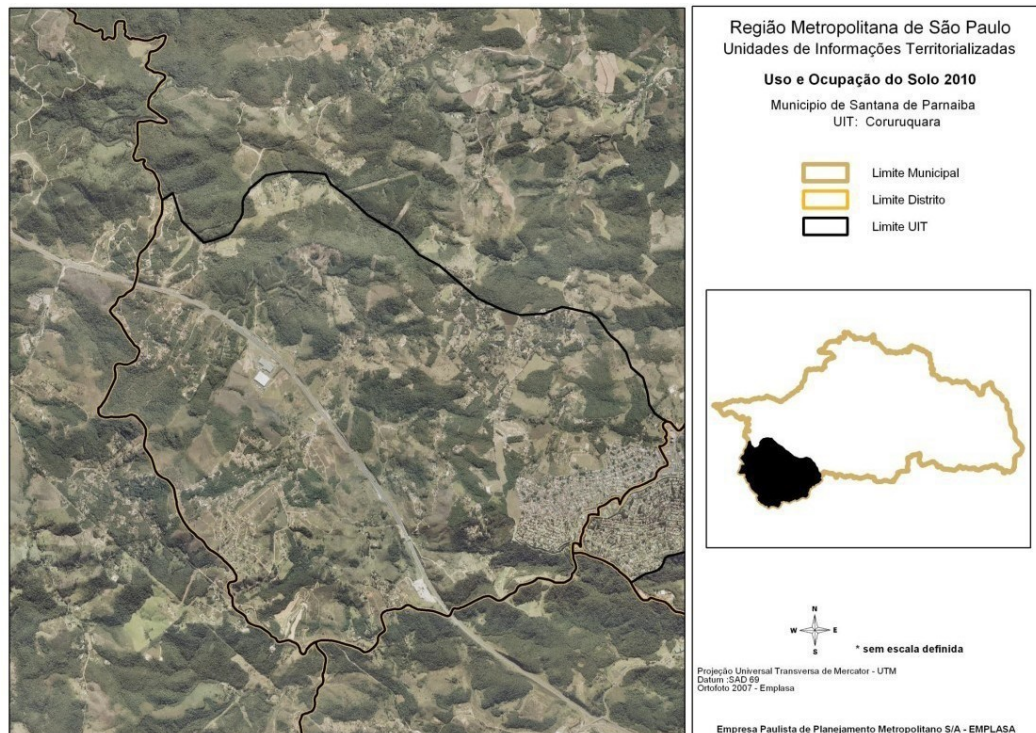 Região Metropolitana de São Paulo
Unidades de Informações Territorializadas
Uso e Ocupação do Solo 2010
Municipio de Santana de Parnaiba
UIT: Coruruquara
Limite Municipal
Limite Distrito
Limite UIT
N
W E
S
* sem escala definida
Projeção Universal Transversa de Mercator - UTM
Datum :SAD 69
Ortofoto 2007 - Emplasa
Empresa Paulista de Planejamento Metropolitano S/A - EMPLASA